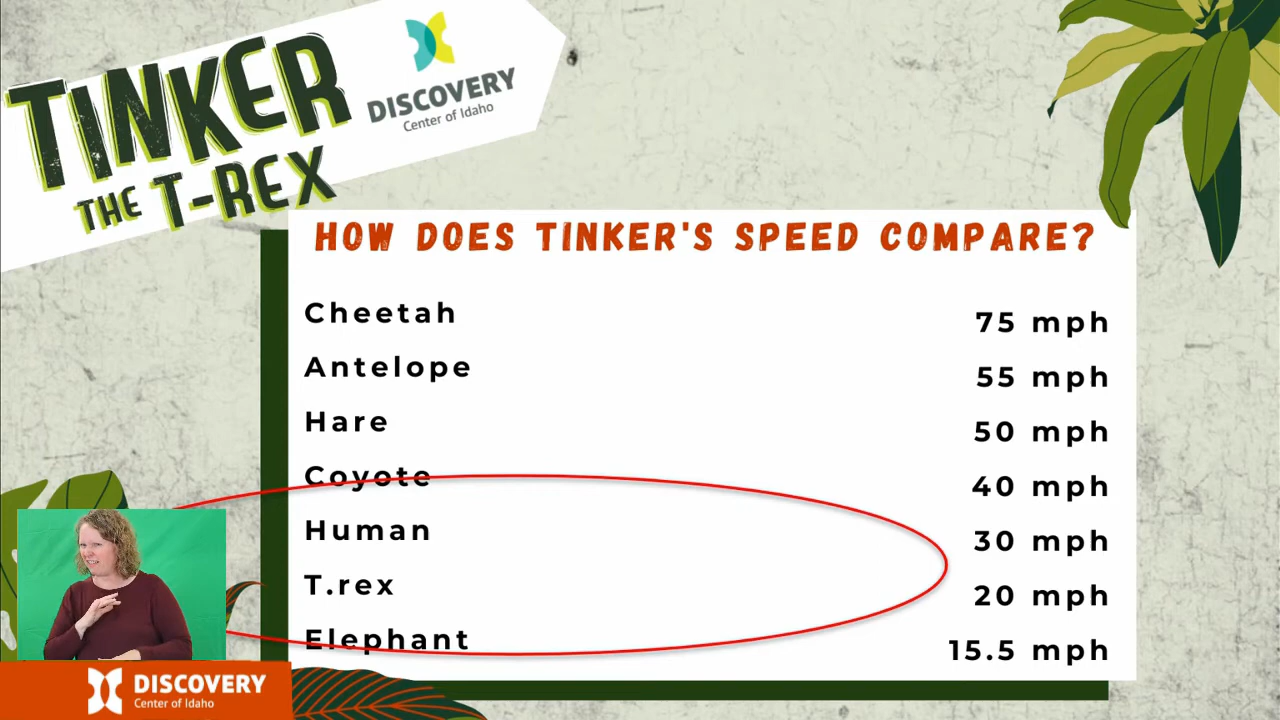 TINKER
THE T-REX
DISCOVERY
Center of Idaho
HOW DOES TINKER'S SPEED COMPARE?
Cheetah 75 mph
Antelope 55 mph
Hare 50 mph
Coyote 40 mph
Human 30 mph
T.rex 20 mph
Elephant 15.5 mph
DISCOVERY
Center of Idaho